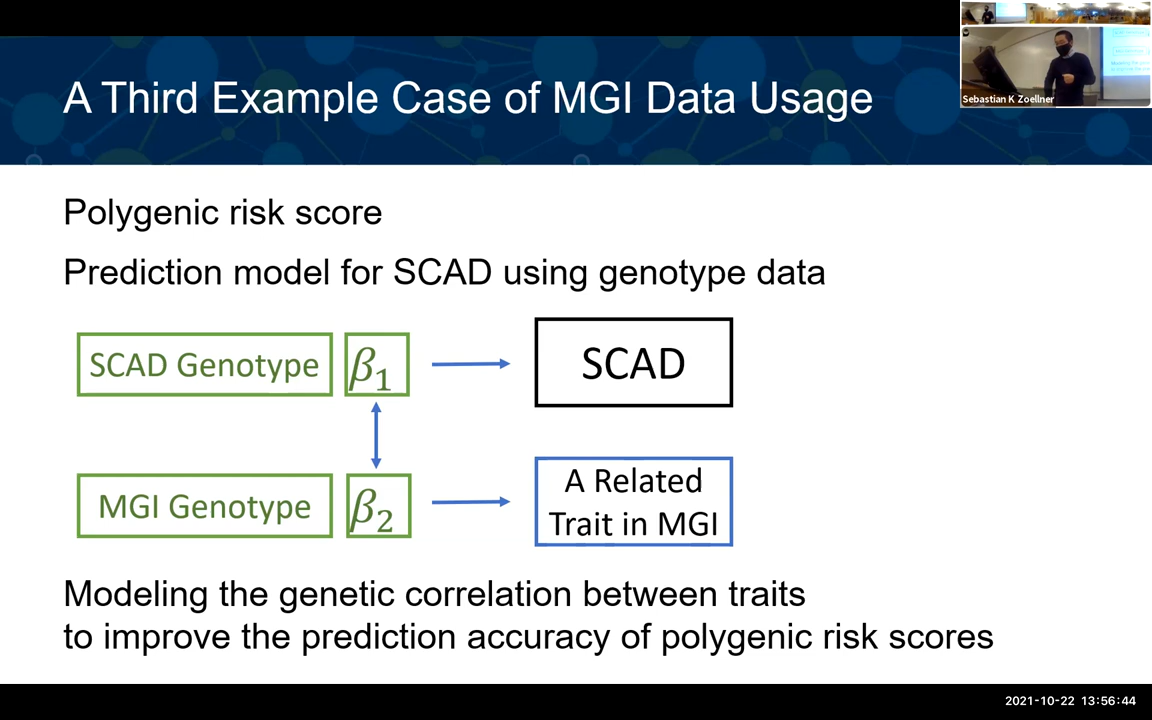 A Third Example Case of MGI Data Usage
Sebastian K Zoellner
Polygenic risk score
Prediction model for SCAD using genotype data
SCAD Genotype
β1
SCAD
MGI Genotype
β2
A Related
Trait in MGI
Modeling the genetic correlation between traits
to improve the prediction accuracy of polygenic risk scores
2021-10-22 13:56:44